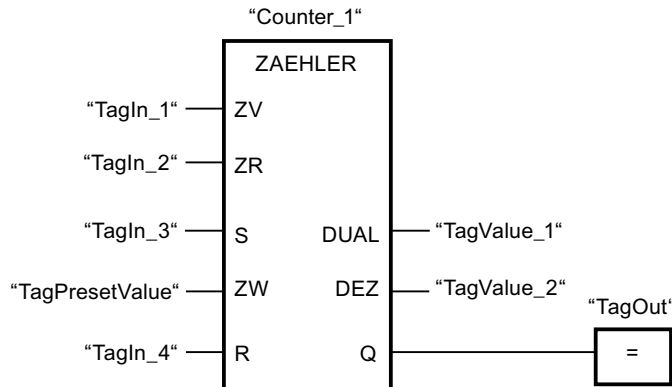 “Counter_1“
ZAEHLER
“TagIn_1“ ZV
“TagIn_2“ ZR
“TagIn_3“ S DUAL “TagValue_1“
“TagPresetValue“ ZW DEZ “TagValue_2“
“TagOut“
“TagIn_4“ R Q =